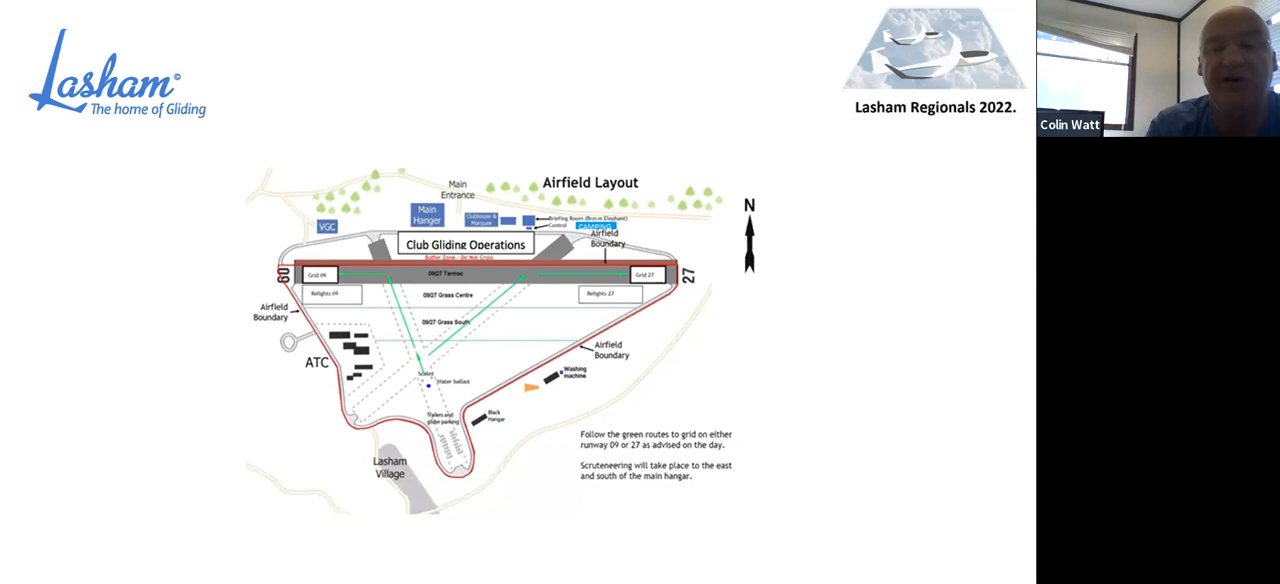 Lasham©
The home of Gliding
Lasham Regionals 2022.
Colin Watt
Airfield Layout
Main
Entrance
N
VGC
Main
Hanger
Clubhouse &
Marquee
Briefing Room (Brown Elephant)
Control
CAMPING
Airfield
Boundary
Club Gliding Operations
Buffer Zone - Do Not Cross
09
Grid 09
09/27 Tarmac
Grid 27
27
Relights 09
09/27 Grass Centre
Relights 27
Airfield
Boundary
09/27 Grass South
ATC
Airfield
Boundary
Scales
Water ballast
Washing
machine
Trailers and
glider parking
Black
Hangar
Lasham
Village
Follow the green routes to grid on either
runway 09 or 27 as advised on the day.
Scruteneering will take place to the east
and south of the main hangar.